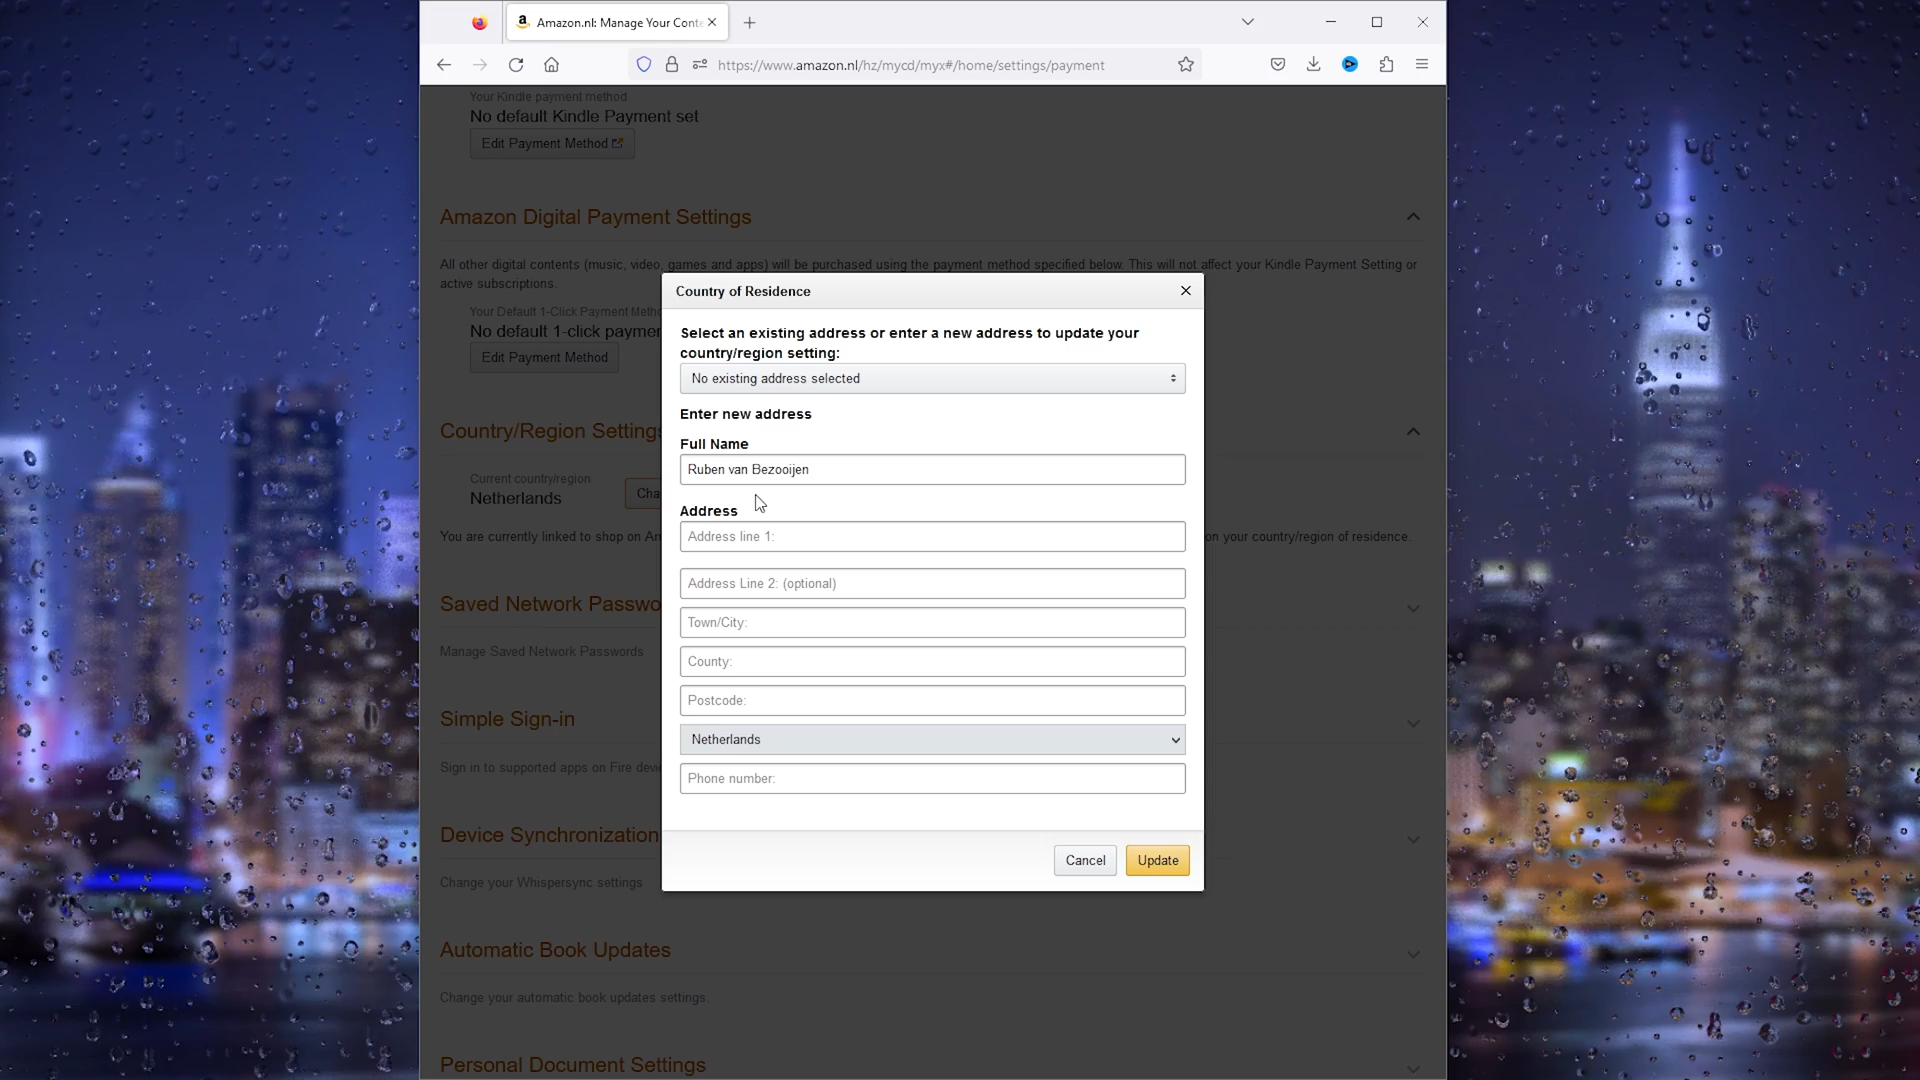 Amazon.nl: Manage Your Conte
https://www.amazon.nl/hz/mycd/myx#/home/settings/payment
Your Kindle payment method
No default Kindle Payment set
Edit Payment Method
Amazon Digital Payment Settings
All other digital contents (music, video, games and apps) will be purchased using the payment method specified below. This will not affect your Kindle Payment Setting or
active subscriptions.
Your Default 1-Click Payment Metho
No default 1-click paymer
Edit Payment Method
Country/Region Settings
Current country/region
Netherlands
Cha
You are currently linked to shop on Am
on your country/region of residence.
Saved Network Passwo
Manage Saved Network Passwords
Simple Sign-in
Sign in to supported apps on Fire devi
Device Synchronization
Change your Whispersync settings
Automatic Book Updates
Change your automatic book updates settings.
Personal Document Settings
Country of Residence
Select an existing address or enter a new address to update your
country/region setting:
No existing address selected
Enter new address
Full Name
Ruben van Bezooijen
Address
Address line 1:
Address Line 2: (optional)
Town/City:
County:
Postcode:
Netherlands
Phone number:
Cancel
Update